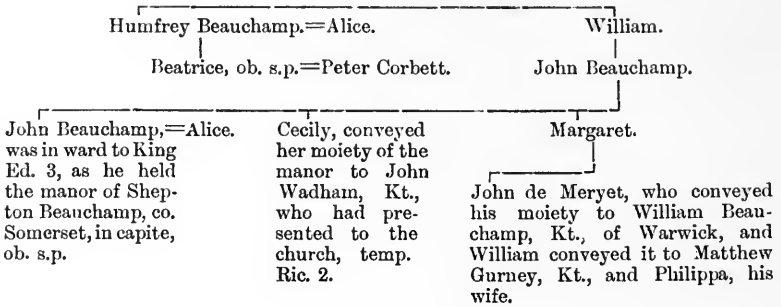 Humfrey Beauchamp.=Alice. William.
Beatrice, ob. s.p.=Peter Corbett. John Beauchamp.
John Beauchamp,=Alice.
was in ward to King
Ed. 3, as he held
the manor of Shep-
ton Beauchamp, co.
Somerset, in capite,
ob. s.p.
Cecily, conveyed
her moiety of the
manor to John
Wadham, Kt.,
who had pre-
sented to the
church, temp.
Ric. 2.
Margaret.
John de Meryet, who conveyed
his moiety to William Beau-
champ, Kt., of Warwick, and
William conveyed it to Matthew
Gurney, Kt., and Philippa, his
wife.